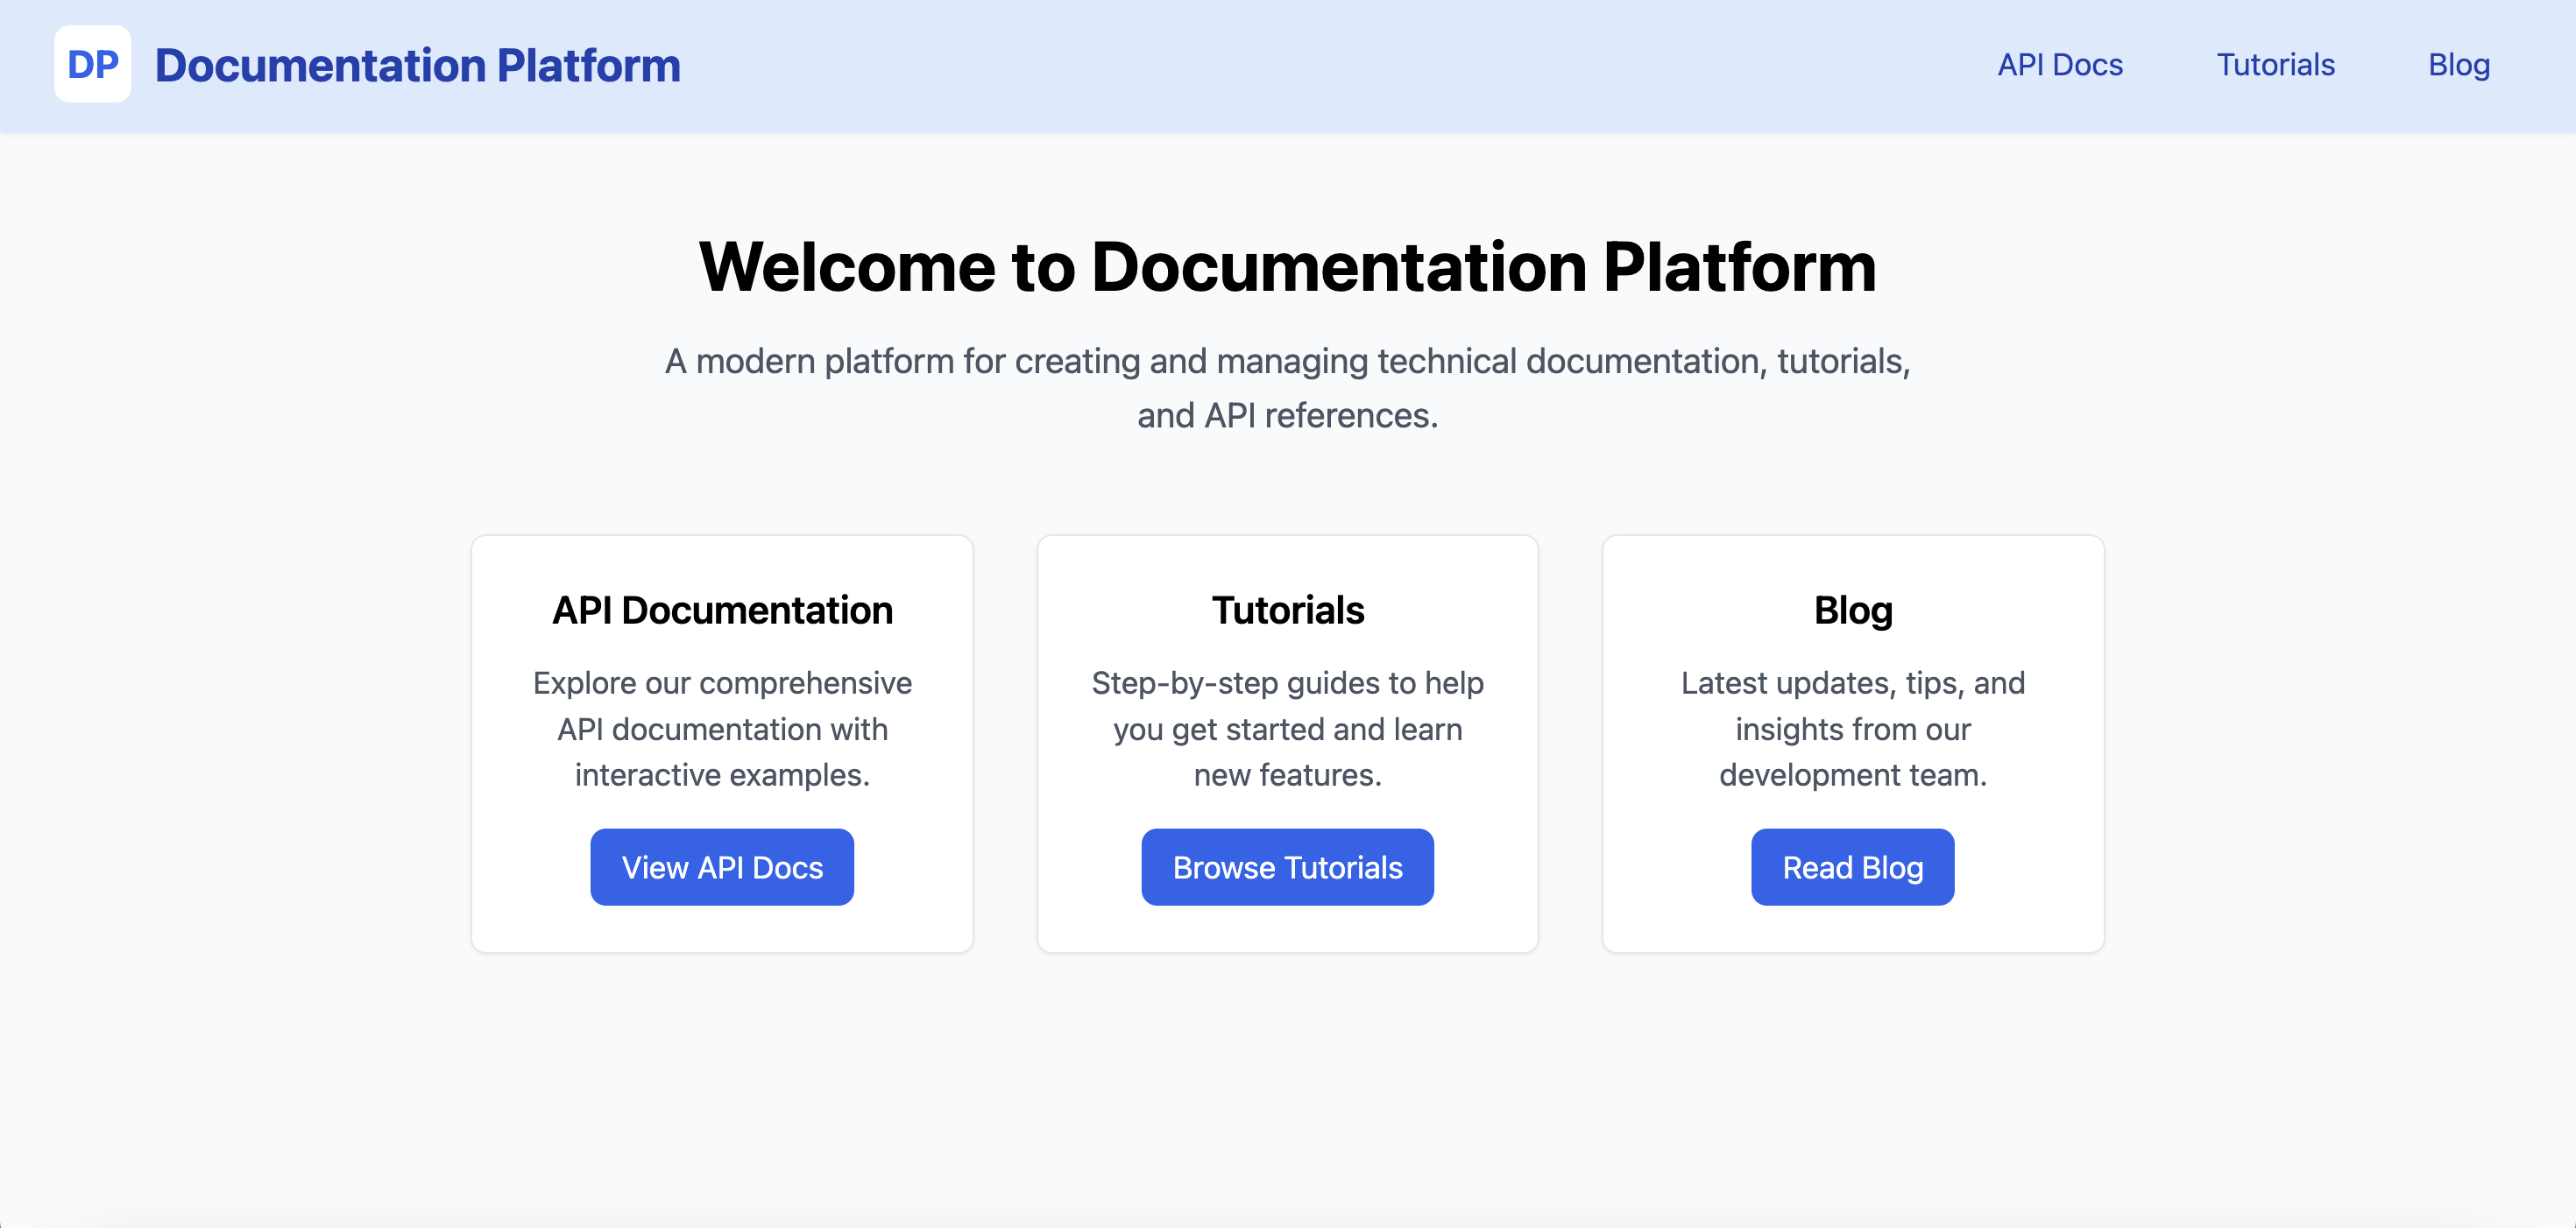 DP
Documentation Platform
API Docs
Tutorials
Blog
Welcome to Documentation Platform
A modern platform for creating and managing technical documentation, tutorials,
and API references.
API Documentation
Explore our comprehensive
API documentation with
interactive examples.
View API Docs
Tutorials
Step-by-step guides to help
you get started and learn
new features.
Browse Tutorials
Blog
Latest updates, tips, and
insights from our
development team.
Read Blog